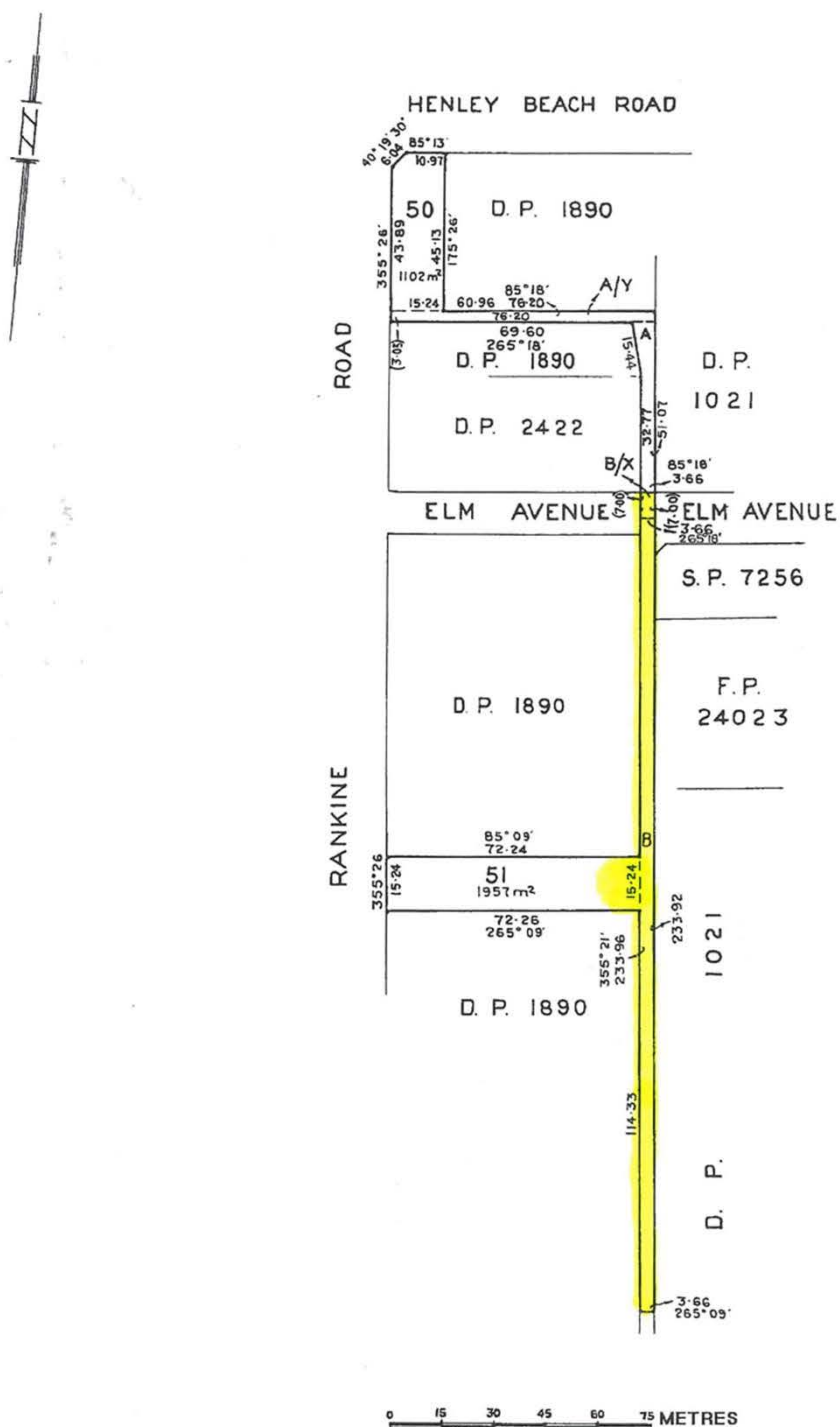 HENLEY BEACH ROAD
40° 19' 30"
6·04
85°13'
10·97
50
D. P. 1890
355° 26'
43·89
45·13
175° 26'
1102 m²
85°18'
A/Y
15·24 60·96 76·20
76·20
69·60
265°18'
(3·05)
15·44
A
ROAD
D. P. 1890
D. P.
1021
D. P. 2422
32·77
51·07
B/X
85°18'
3·66
ELM AVENUE
(7·00)
(7·00)
ELM AVENUE
3·66
265°18'
S. P. 7256
F. P.
24023
D. P. 1890
RANKINE
85°09'
72·24
B
355°26
15·24
51
1957 m²
15·24
72·26
265°09'
355°21'
233·96
233·92
D. P. 1021
D. P. 1890
114·33
3·66
265°09'
0 15 30 45 60 75 METRES